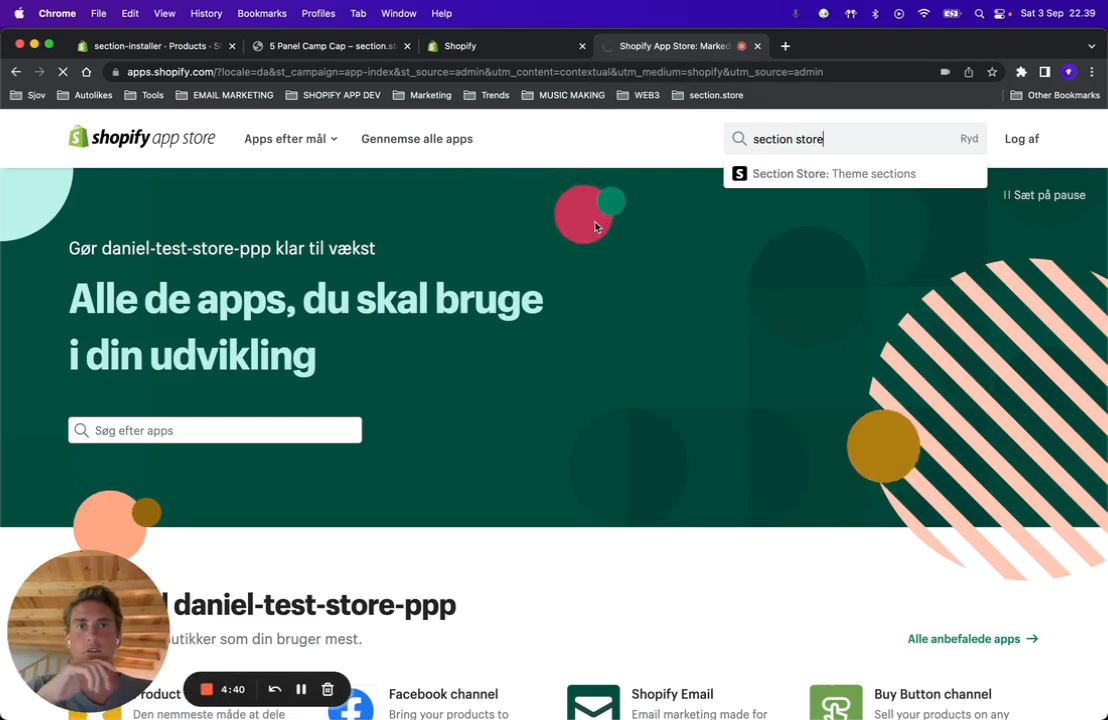 Chrome File Edit View History Bookmarks Profiles Tab Window Help Sat 3 Sep 22.39
section-installer · Products · S 5 Panel Camp Cap – section.st Shopify Shopify App Store: Marked
apps.shopify.com/?locale=da&st_campaign=app-index&st_source=admin&utm_content=contextual&utm_medium=shopify&utm_source=admin
Sjov Autolikes Tools EMAIL MARKETING SHOPIFY APP DEV Marketing Trends MUSIC MAKING WEB3 section.store Other Bookmarks
shopify app store Apps efter mål Gennemse alle apps section store Ryd Log af
Section Store: Theme sections
Sæt på pause
Gør daniel-test-store-ppp klar til vækst
Alle de apps, du skal bruge
i din udvikling
Søg efter apps
daniel-test-store-ppp
utikker som din bruger mest.
Alle anbefalede apps
4:40
Product Facebook channel Shopify Email Buy Button channel
Den nemmeste måde at dele Bring your products to Email marketing made for Sell your products on any